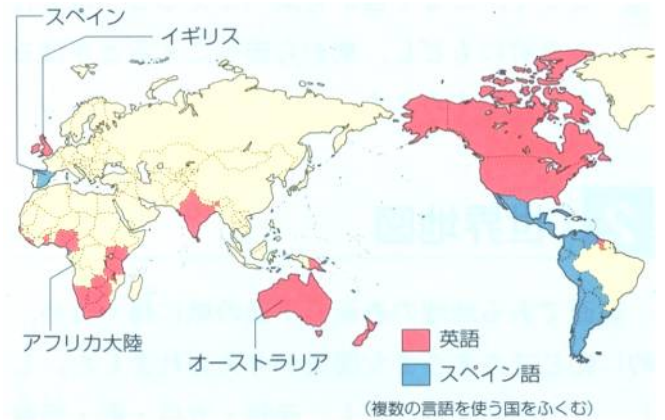 スペイン
イギリス
アフリカ大陸
オーストラリア
英語
スペイン語
(複数の言語を使う国をふくむ)